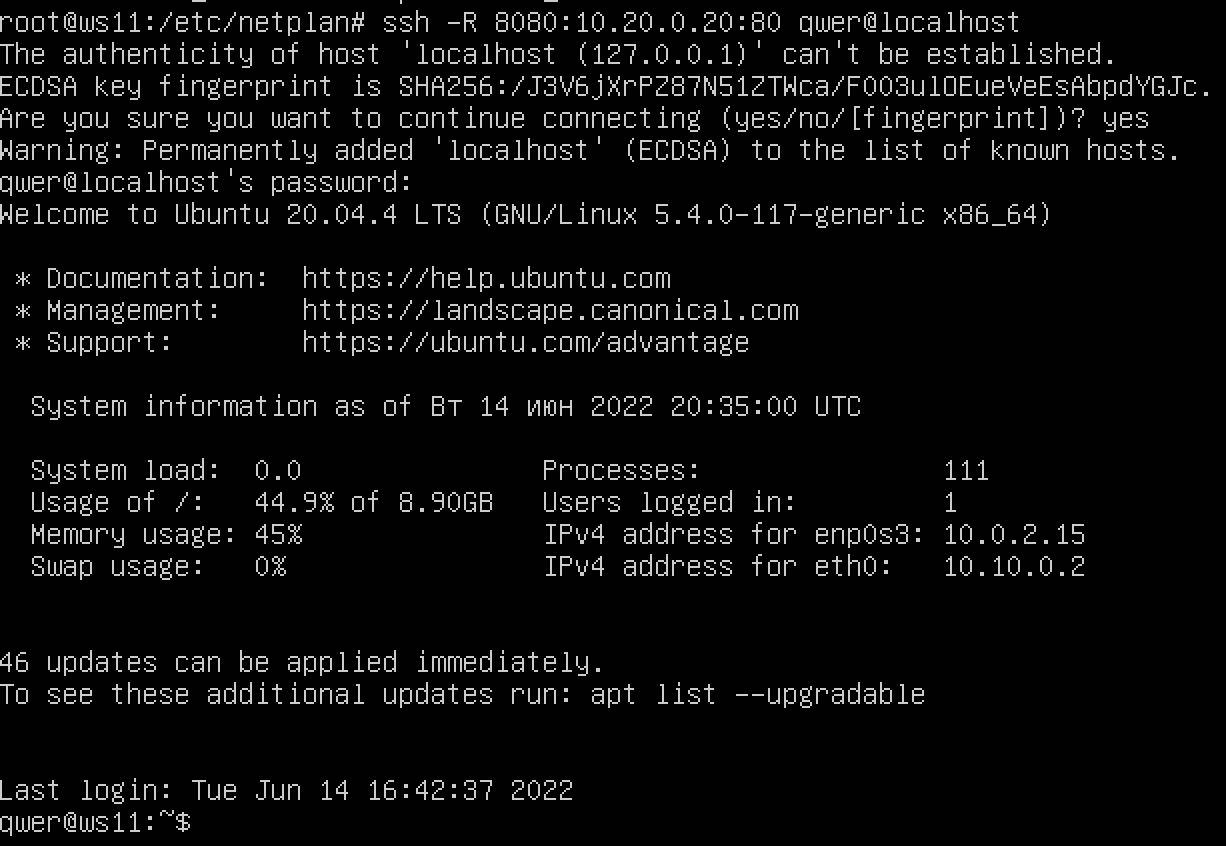 root@ws11:/etc/netplan# ssh -R 8080:10.20.0.20:80 qwer@localhost
The authenticity of host 'localhost (127.0.0.1)' can't be established.
ECDSA key fingerprint is SHA256:/J3V6jXrPZ87N51ZTWca/F003ulOEueVeEsAbpdYGJc.
Are you sure you want to continue connecting (yes/no/[fingerprint])? yes
Warning: Permanently added 'localhost' (ECDSA) to the list of known hosts.
qwer@localhost's password:
Welcome to Ubuntu 20.04.4 LTS (GNU/Linux 5.4.0-117-generic x86_64)
* Documentation: https://help.ubuntu.com
* Management: https://landscape.canonical.com
* Support: https://ubuntu.com/advantage
System information as of Вт 14 июн 2022 20:35:00 UTC
System load: 0.0 Processes: 111
Usage of /: 44.9% of 8.90GB Users logged in: 1
Memory usage: 45% IPv4 address for enp0s3: 10.0.2.15
Swap usage: 0% IPv4 address for eth0: 10.10.0.2
46 updates can be applied immediately.
To see these additional updates run: apt list --upgradable
Last login: Tue Jun 14 16:42:37 2022
qwer@ws11:~$